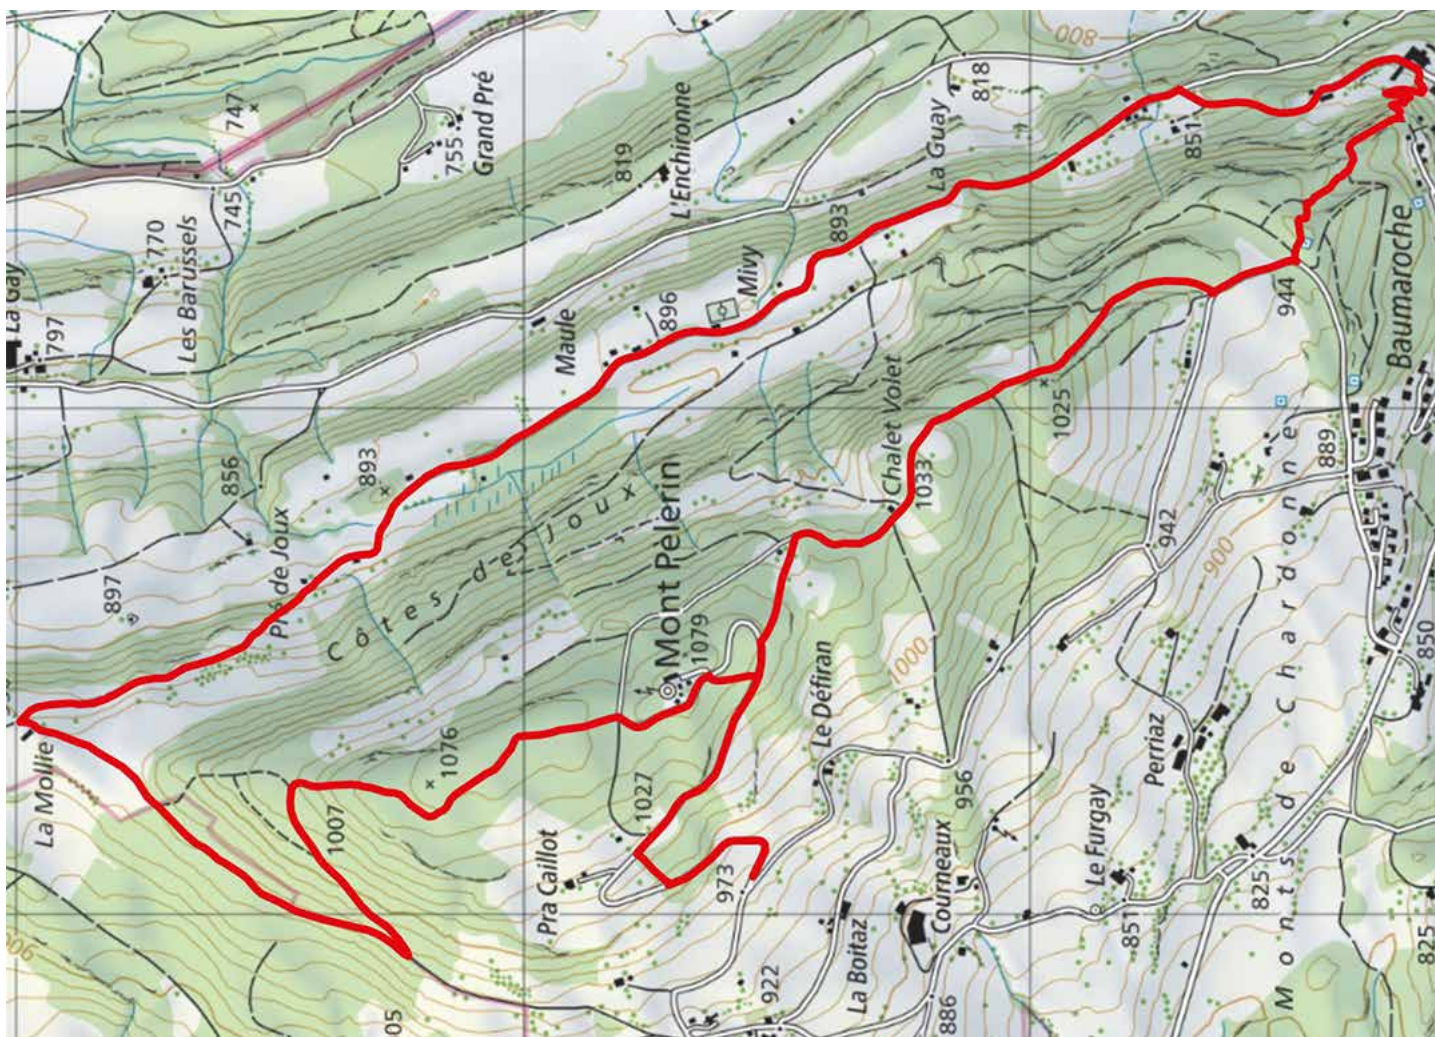 La Gay
797
770
Les Barussels
745
747
755
Grand Pré
819
L'Enchironne
818
La Guay
851
800
856
893
Maule
896
Mivy
893
897
Pré de Joux
Côtes de Joux
Mont Pèlerin
1079
Chalet Volet
1033
1025
944
Baumaroche
889
942
900
Monts de Chardonne
850
La Mollie
1007
1076
1027
Pra Caillot
973
Le Défiran
1000
956
Perriaz
Le Furgay
851
825
825
Courneaux
La Boitaz
922
886
05
900